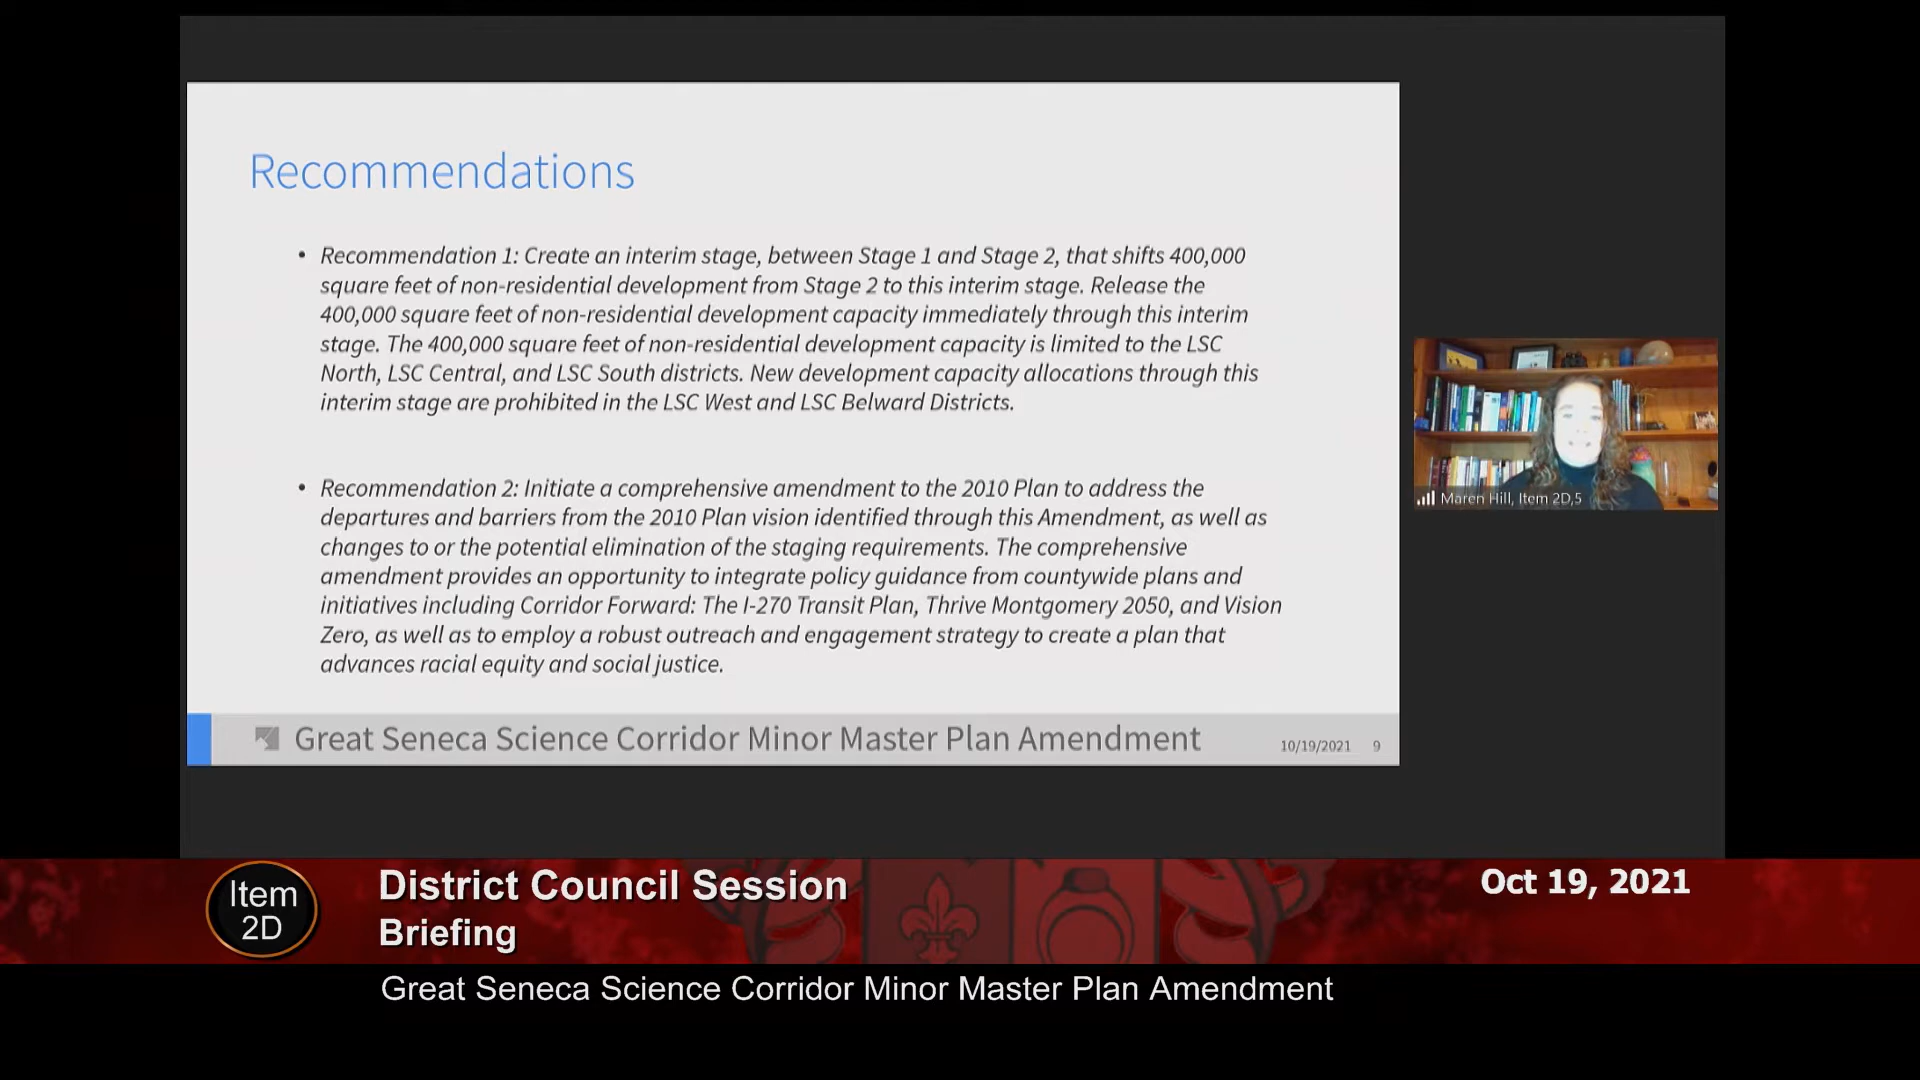 Recommendations
• Recommendation 1: Create an interim stage, between Stage 1 and Stage 2, that shifts 400,000
square feet of non-residential development from Stage 2 to this interim stage. Release the
400,000 square feet of non-residential development capacity immediately through this interim
stage. The 400,000 square feet of non-residential development capacity is limited to the LSC
North, LSC Central, and LSC South districts. New development capacity allocations through this
interim stage are prohibited in the LSC West and LSC Belward Districts.
• Recommendation 2: Initiate a comprehensive amendment to the 2010 Plan to address the
departures and barriers from the 2010 Plan vision identified through this Amendment, as well as
changes to or the potential elimination of the staging requirements. The comprehensive
amendment provides an opportunity to integrate policy guidance from countywide plans and
initiatives including Corridor Forward: The I-270 Transit Plan, Thrive Montgomery 2050, and Vision
Zero, as well as to employ a robust outreach and engagement strategy to create a plan that
advances racial equity and social justice.
Great Seneca Science Corridor Minor Master Plan Amendment
10/19/2021 9
Maren Hill, Item 2D,5
Item
2D
District Council Session
Briefing
Oct 19, 2021
Great Seneca Science Corridor Minor Master Plan Amendment